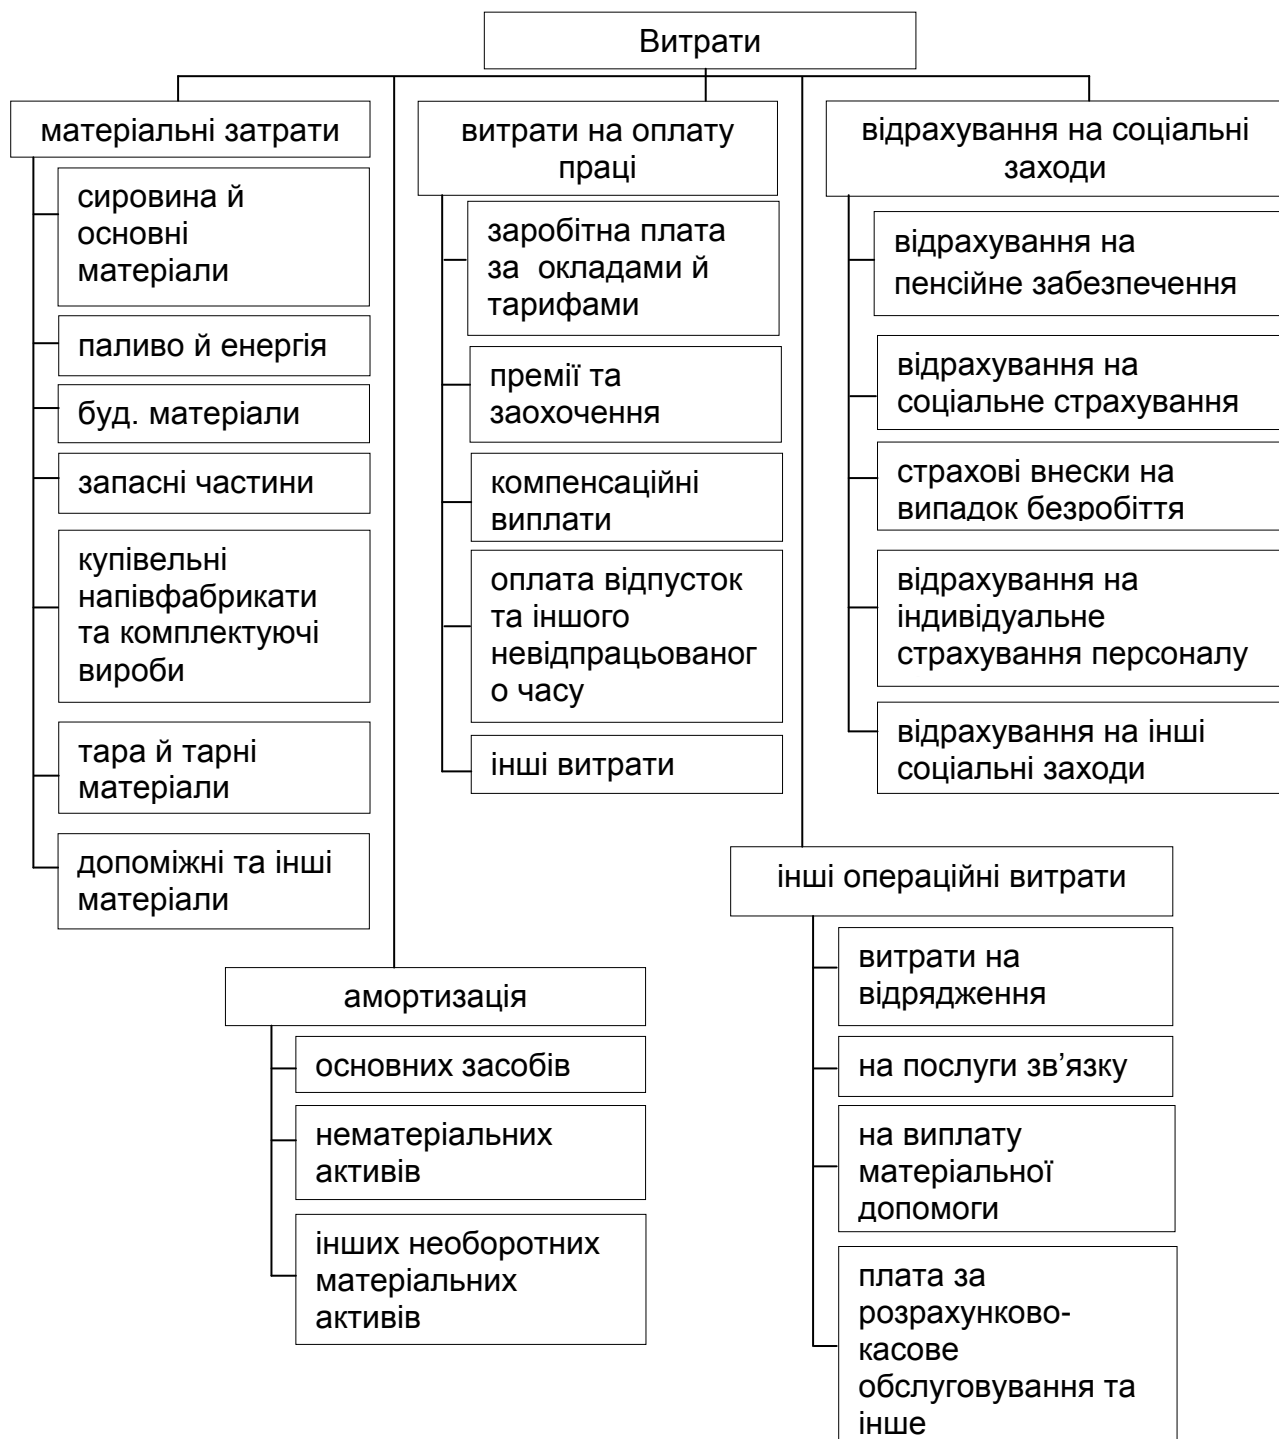 Витрати
матеріальні затрати
сировина й
основні
матеріали
паливо й енергія
буд. матеріали
запасні частини
купівельні
напівфабрикати
та комплектуючі
вироби
тара й тарні
матеріали
допоміжні та інші
матеріали
витрати на оплату
праці
заробітна плата
за окладами й
тарифами
премії та
заохочення
компенсаційні
виплати
оплата відпусток
та іншого
невідпрацьованог
о часу
інші витрати
відрахування на соціальні
заходи
відрахування на
пенсійне забезпечення
відрахування на
соціальне страхування
страхові внески на
випадок безробіття
відрахування на
індивідуальне
страхування персоналу
відрахування на інші
соціальні заходи
амортизація
основних засобів
нематеріальних
активів
інших необоротних
матеріальних
активів
інші операційні витрати
витрати на
відрядження
на послуги зв’язку
на виплату
матеріальної
допомоги
плата за
розрахунково-
касове
обслуговування та
інше